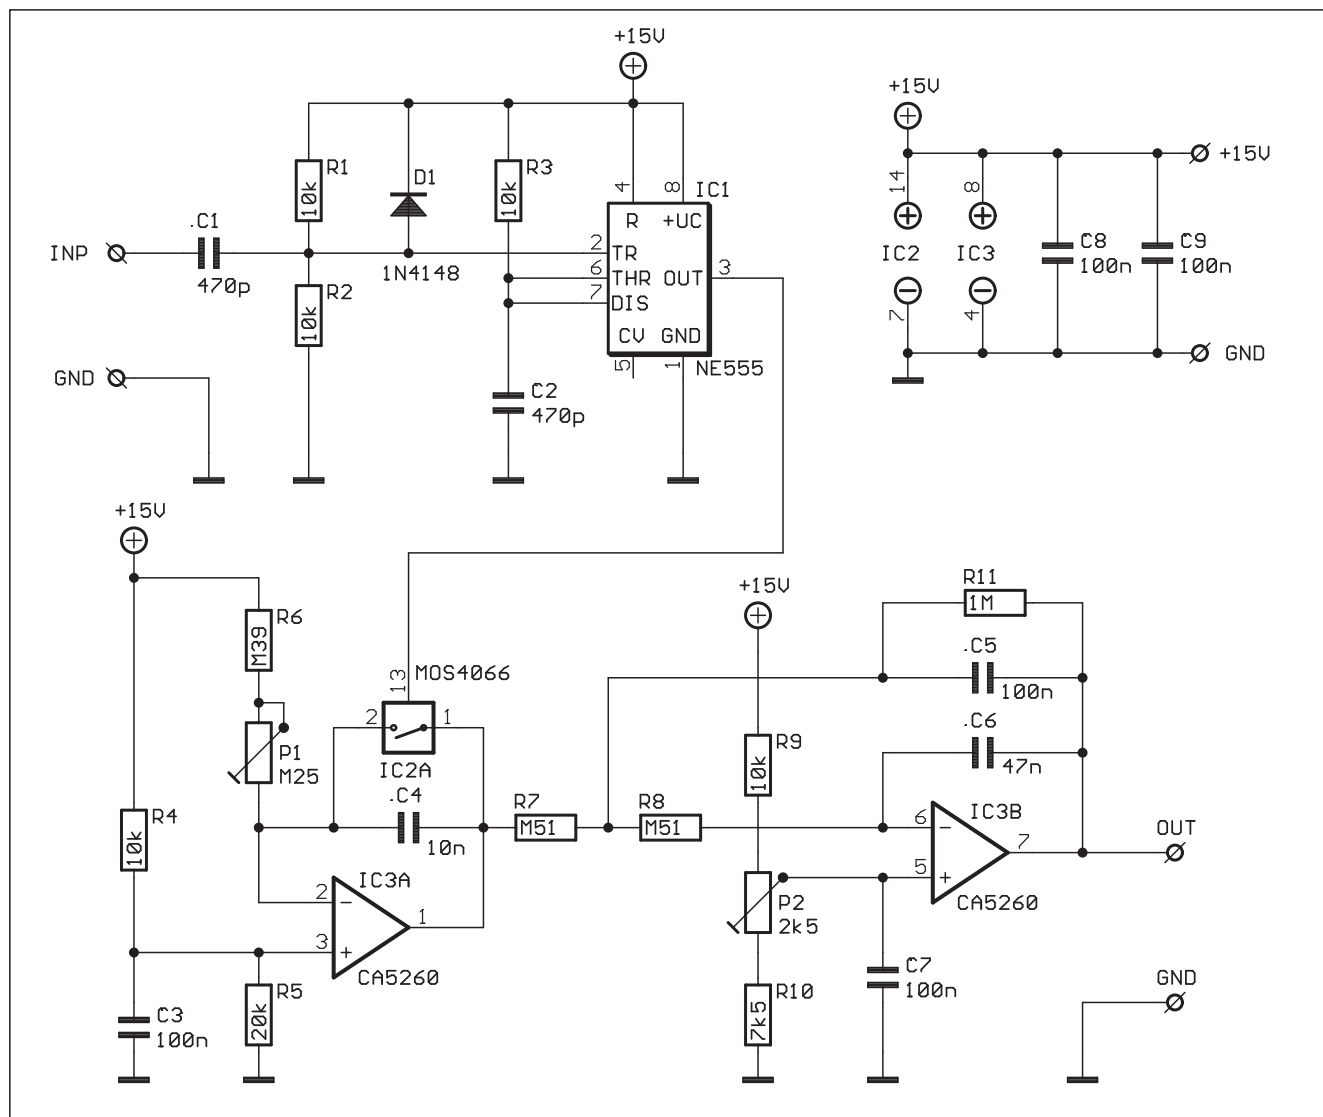 +15V
+15V
R1
10k
D1
R3
10k
4
8
IC1
14
8
+15V
R
+UC
.C1
INP
470p
1N4148
2
TR
6
THR
OUT
3
7
DIS
IC2
IC3
C8
100n
C9
100n
R2
10k
CV
GND
5
1
NE555
7
4
GND
GND
C2
470p
+15V
+15V
R11
1M
R6
M39
13
MOS4066
.C5
100n
2
1
P1
M25
IC2A
R9
10k
.C6
47n
R4
10k
.C4
10n
R7
M51
R8
M51
6
-
IC3B
7
OUT
IC3A
2
-
1
P2
2k5
5
+
CA5260
3
+
CA5260
C3
100n
R5
20k
R10
7k5
C7
100n
GND